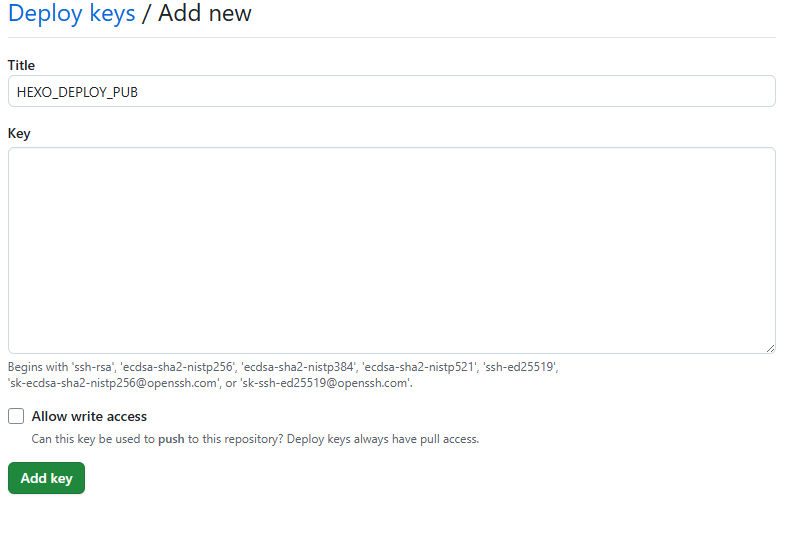 Deploy keys / Add new
Title
HEXO_DEPLOY_PUB
Key
Begins with 'ssh-rsa', 'ecdsa-sha2-nistp256', 'ecdsa-sha2-nistp384', 'ecdsa-sha2-nistp521', 'ssh-ed25519',
'sk-ecdsa-sha2-nistp256@openssh.com', or 'sk-ssh-ed25519@openssh.com'.
Allow write access
Can this key be used to push to this repository? Deploy keys always have pull access.
Add key